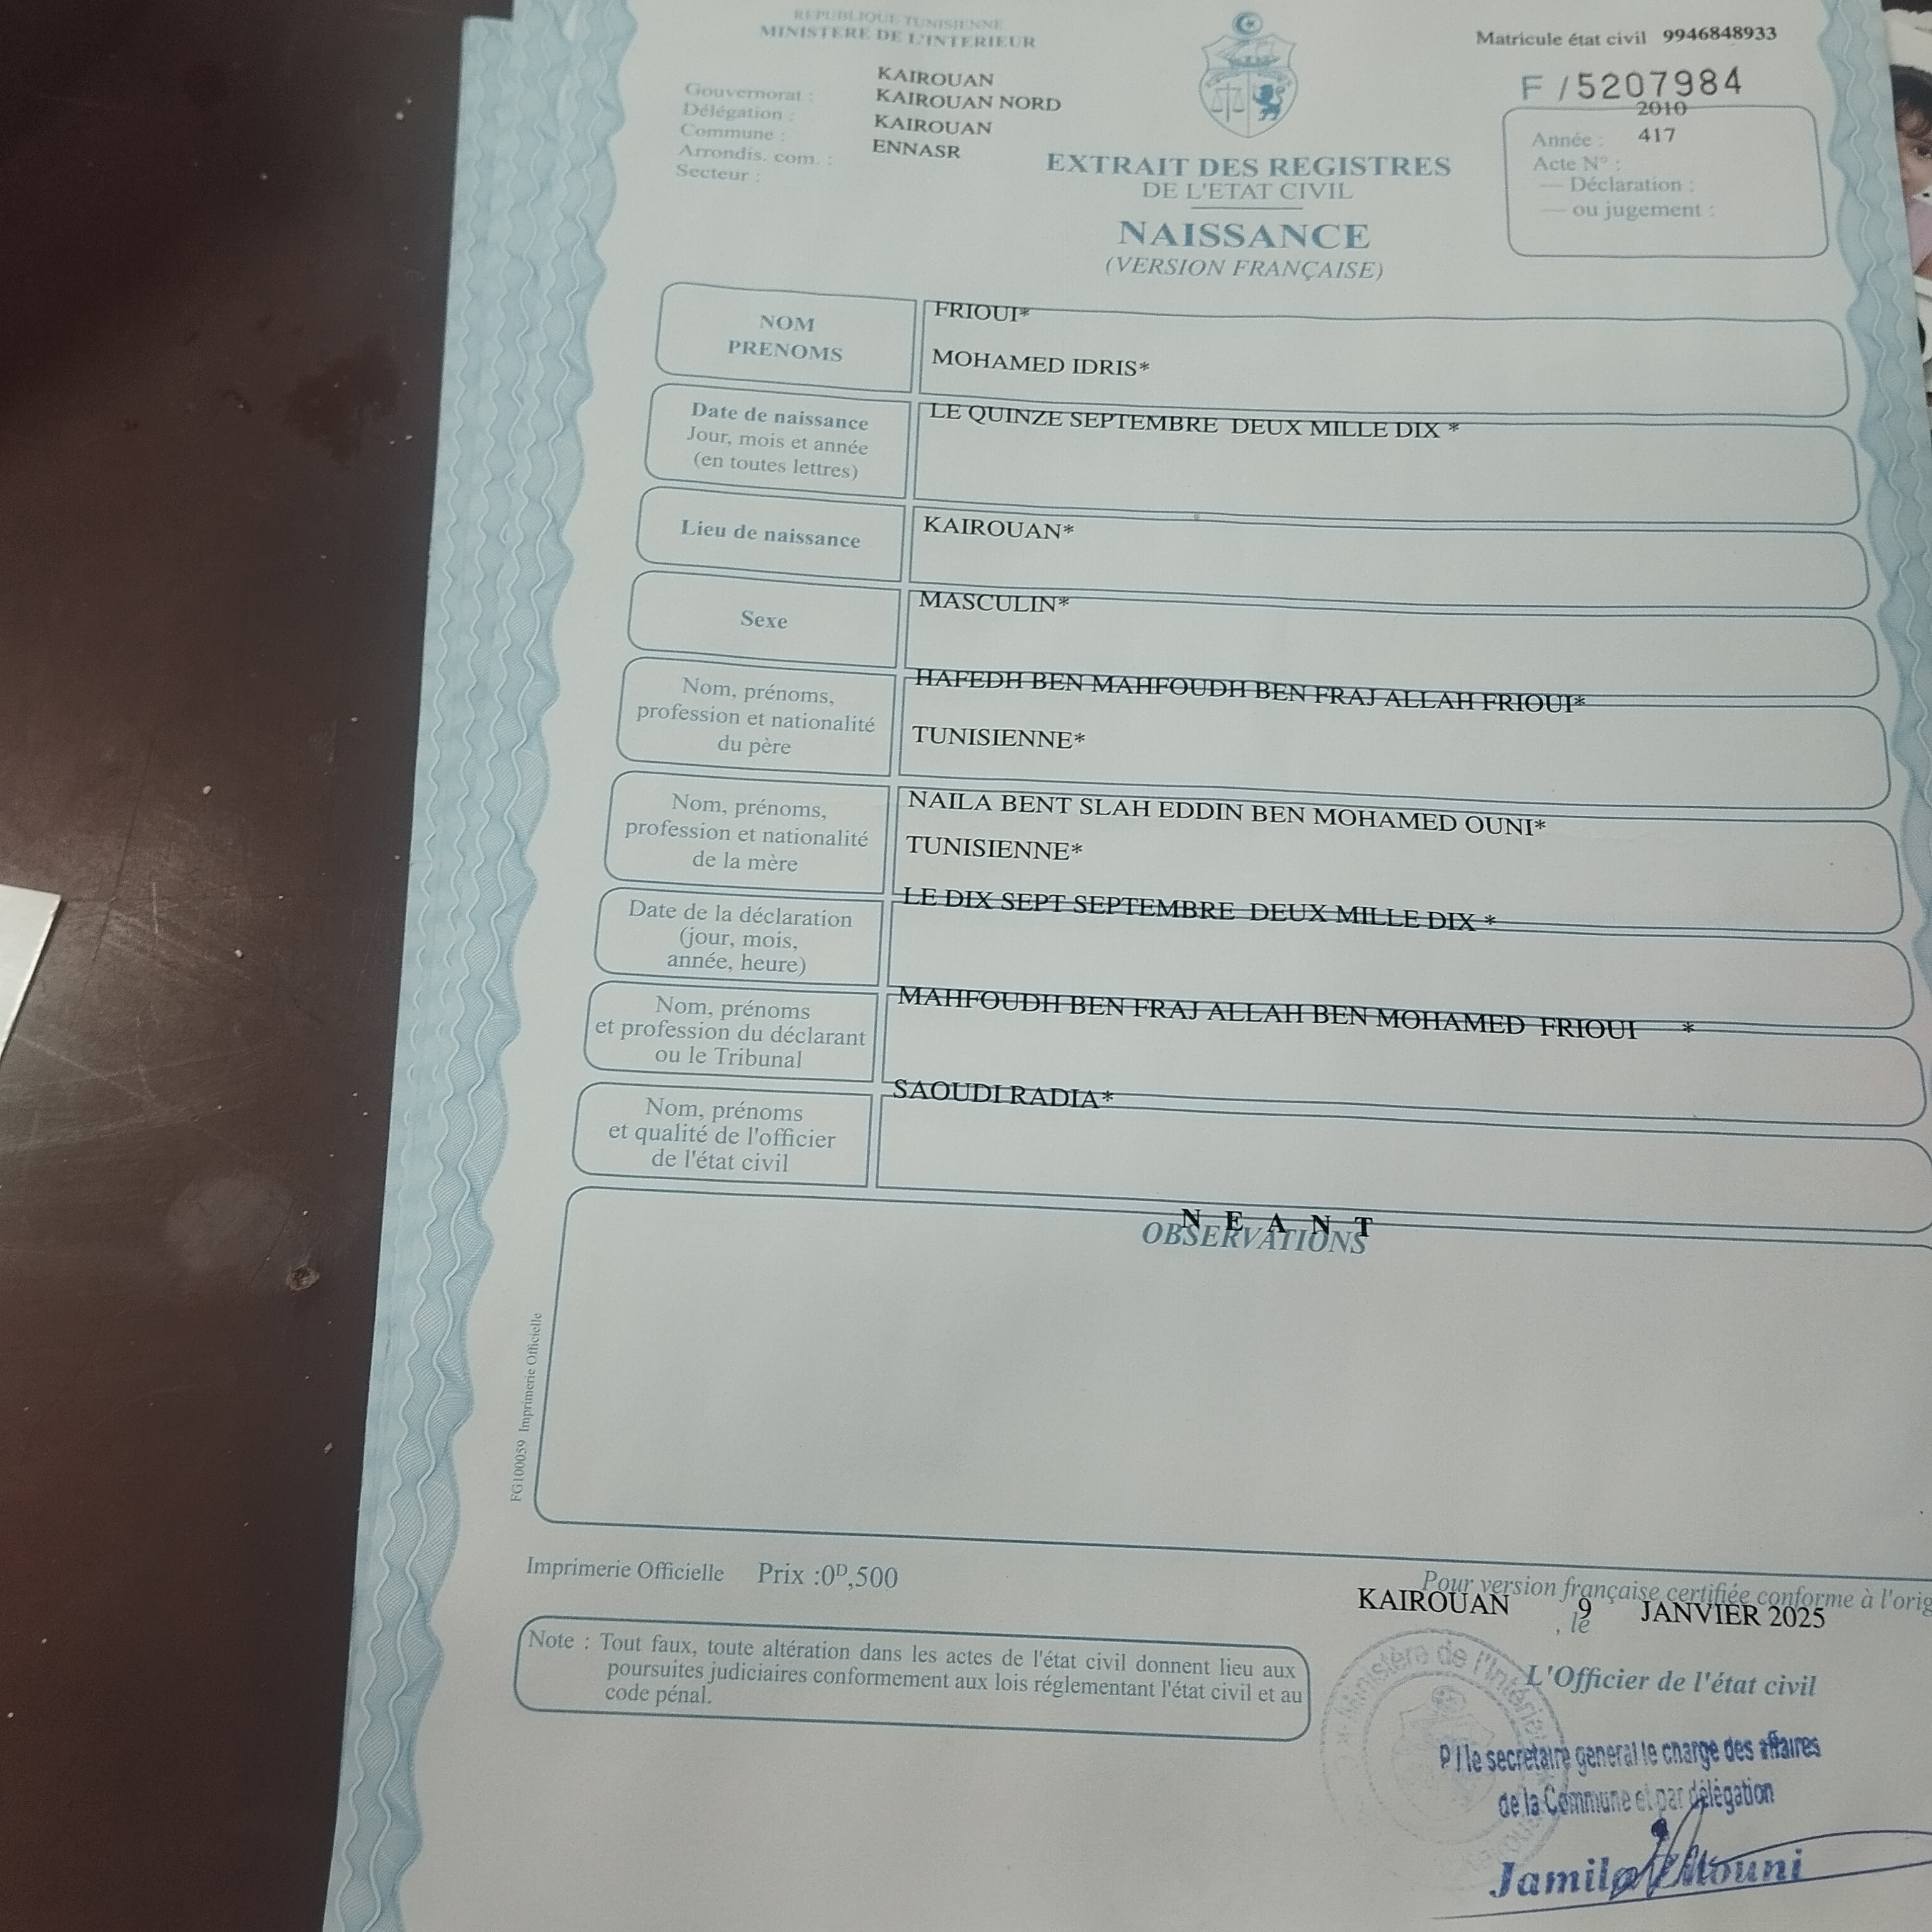 REPUBLIQUE TUNISIENNE
MINISTERE DE L'INTERIEUR
Matricule état civil 9946848933
F /5207984
Gouvernorat : KAIROUAN
Délégation : KAIROUAN NORD
Commune : KAIROUAN
Arrondis. com. : ENNASR
Secteur :
2010
Année : 417
Acte N° :
— Déclaration :
— ou jugement :
EXTRAIT DES REGISTRES
DE L'ETAT CIVIL
NAISSANCE
(VERSION FRANÇAISE)
NOM
PRENOMS
FRIOUI*
MOHAMED IDRIS*
Date de naissance
Jour, mois et année
(en toutes lettres)
LE QUINZE SEPTEMBRE DEUX MILLE DIX *
Lieu de naissance
KAIROUAN*
Sexe
MASCULIN*
Nom, prénoms,
profession et nationalité
du père
HAFEDH BEN MAHFOUDH BEN FRAJ ALLAH FRIOUI*
TUNISIENNE*
Nom, prénoms,
profession et nationalité
de la mère
NAILA BENT SLAH EDDIN BEN MOHAMED OUNI*
TUNISIENNE*
Date de la déclaration
(jour, mois,
année, heure)
LE DIX SEPT SEPTEMBRE DEUX MILLE DIX *
Nom, prénoms
et profession du déclarant
ou le Tribunal
MAHFOUDH BEN FRAJ ALLAH BEN MOHAMED FRIOUI *
Nom, prénoms
et qualité de l'officier
de l'état civil
SAOUDI RADIA*
N E A N T
OBSERVATIONS
FG100059 Imprimerie Officielle
Imprimerie Officielle Prix :0D,500
Pour version française certifiée conforme à l'orig
KAIROUAN , le 9 JANVIER 2025
Note : Tout faux, toute altération dans les actes de l'état civil donnent lieu aux
poursuites judiciaires conformement aux lois réglementant l'état civil et au
code pénal.
Ministère de l'Intérie
L'Officier de l'état civil
P / le secretaire general le charge des affaires
de la Commune et par délégation